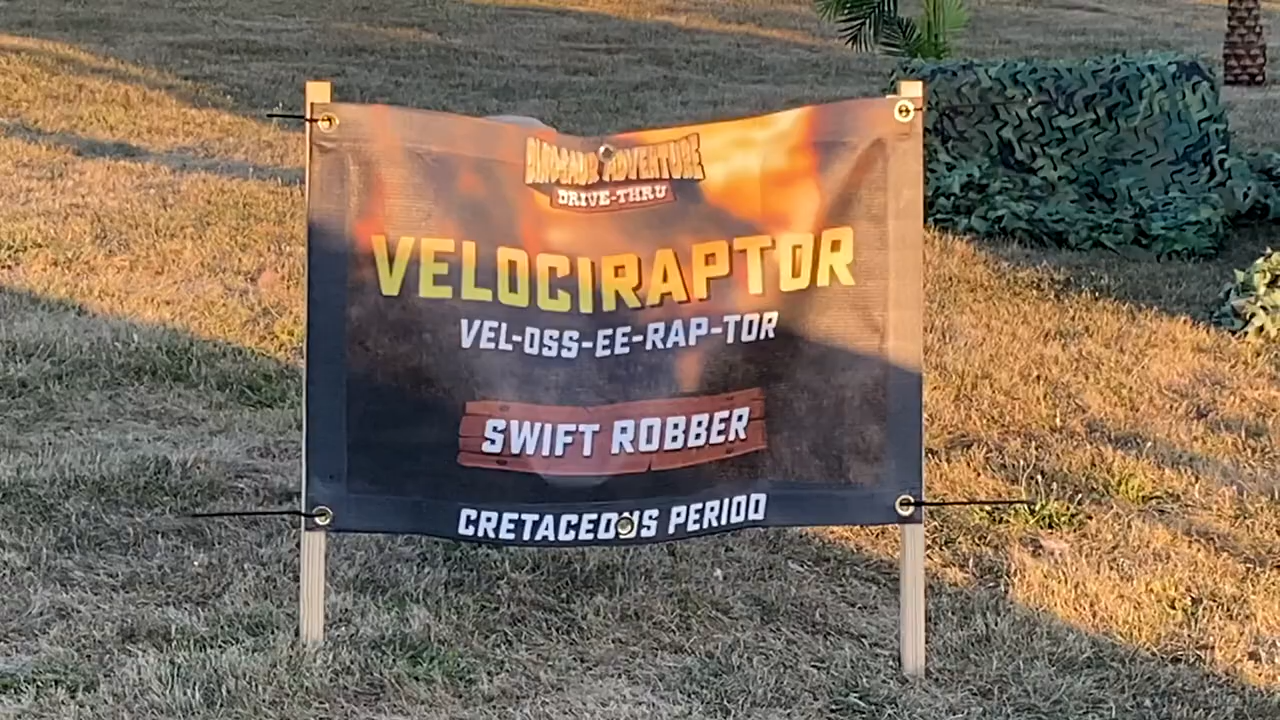 DINOSAUR ADVENTURE
DRIVE-THRU
VELOCIRAPTOR
VEL-OSS-EE-RAP-TOR
SWIFT ROBBER
CRETACEOUS PERIOD